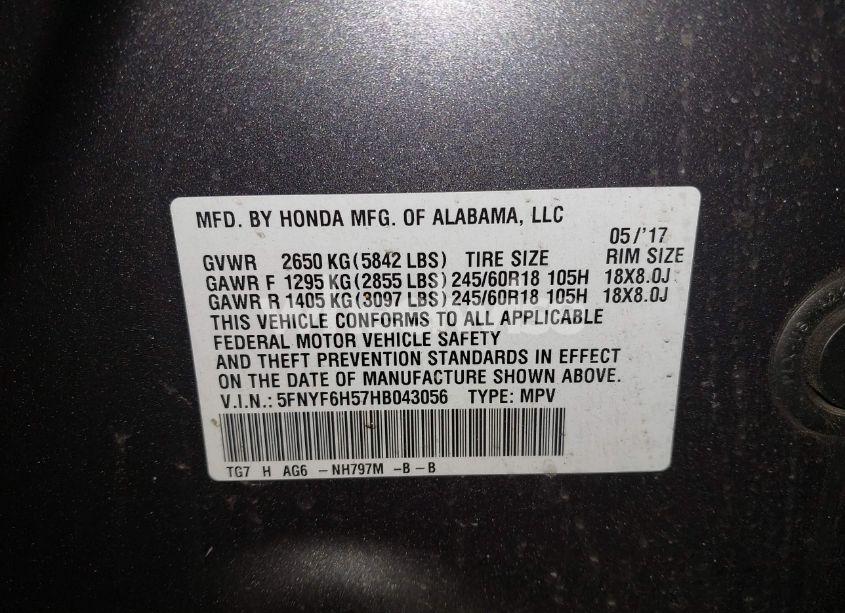 MFD. BY HONDA MFG. OF ALABAMA, LLC
05/'17
GVWR 2650 KG(5842 LBS) TIRE SIZE RIM SIZE
GAWR F 1295 KG(2855 LBS) 245/60R18 105H 18X8.0J
GAWR R 1405 KG(3097 LBS) 245/60R18 105H 18X8.0J
THIS VEHICLE CONFORMS TO ALL APPLICABLE
FEDERAL MOTOR VEHICLE SAFETY
AND THEFT PREVENTION STANDARDS IN EFFECT
ON THE DATE OF MANUFACTURE SHOWN ABOVE.
V.I.N.: 5FNYF6H57HB043056 TYPE: MPV
TG7 H AG6 -NH797M -B-B